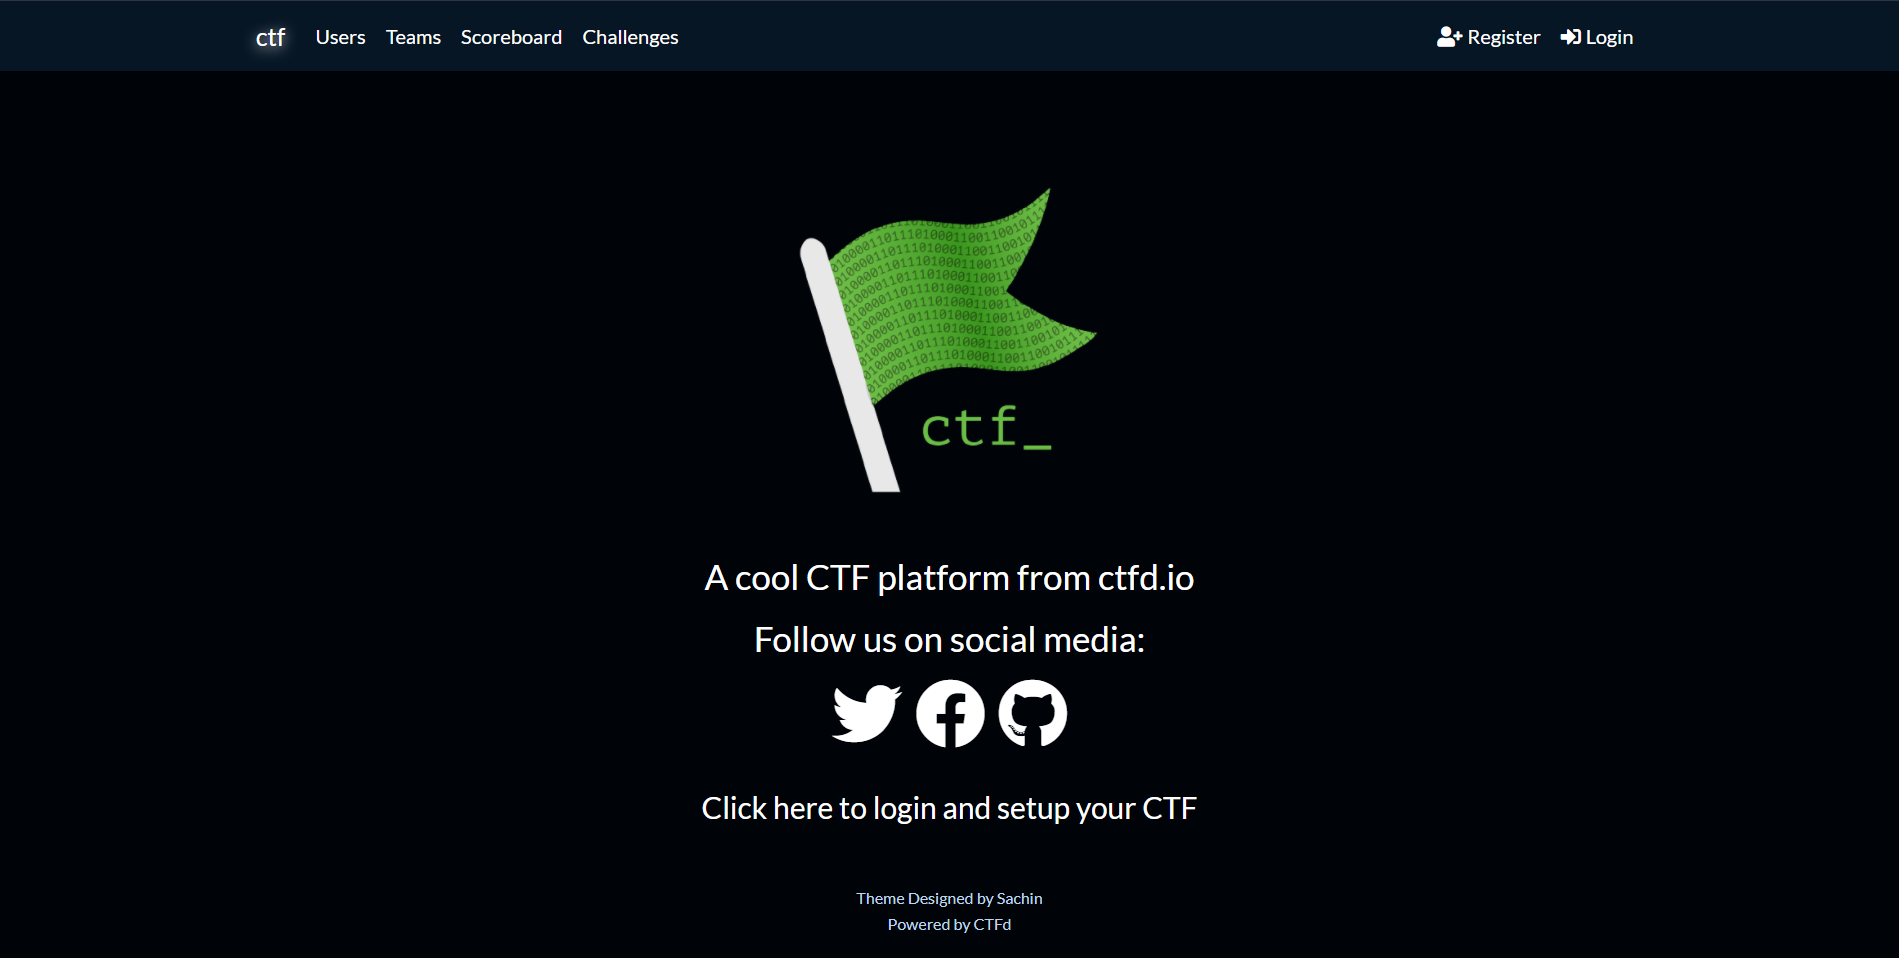 ctf Users Teams Scoreboard Challenges Register Login
ctf_
A cool CTF platform from ctfd.io
Follow us on social media:
Click here to login and setup your CTF
Theme Designed by Sachin
Powered by CTFd